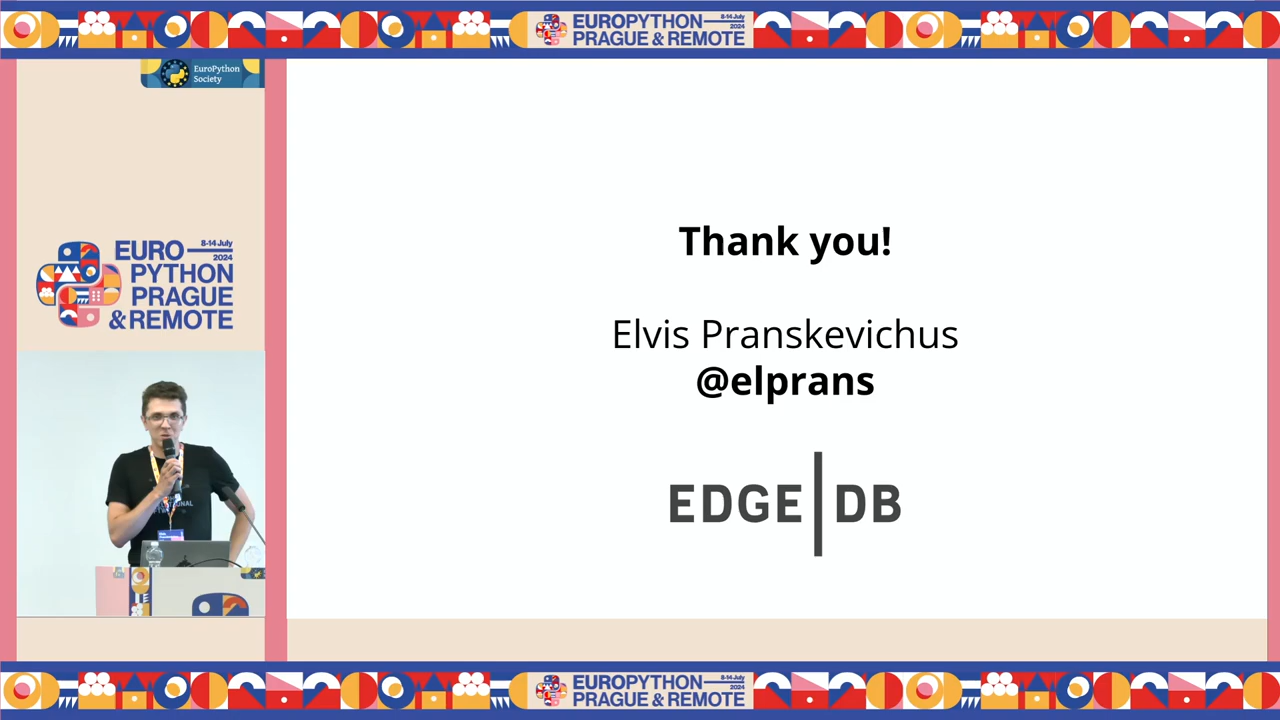 EUROPYTHON
8-14 July
2024
PRAGUE & REMOTE
EuroPython
Society
EURO
8-14 July
2024
PYTHON
PRAGUE
& REMOTE
Thank you!
Elvis Pranskevichus
@elprans
EDGE|DB
EUROPYTHON
8-14 July
2024
PRAGUE & REMOTE